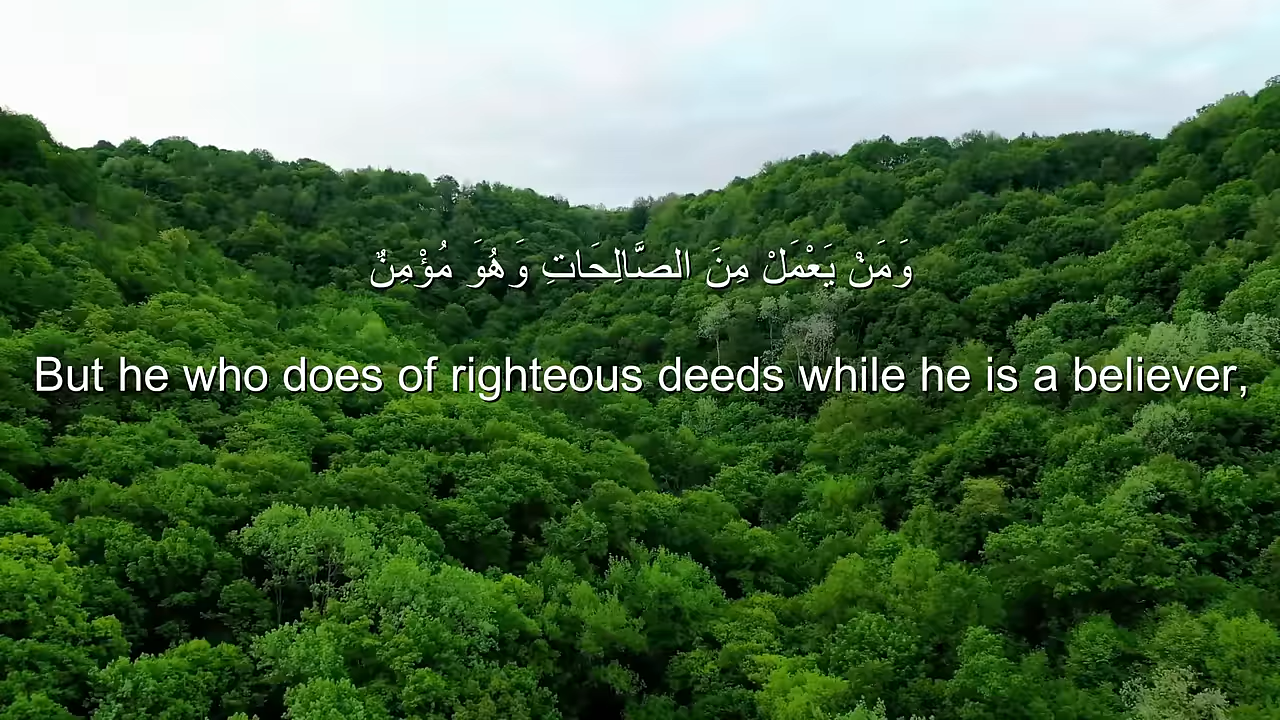 وَمَنْ يَعْمَلْ مِنَ الصَّالِحَاتِ وَهُوَ مُؤْمِنٌ
But he who does of righteous deeds while he is a believer,